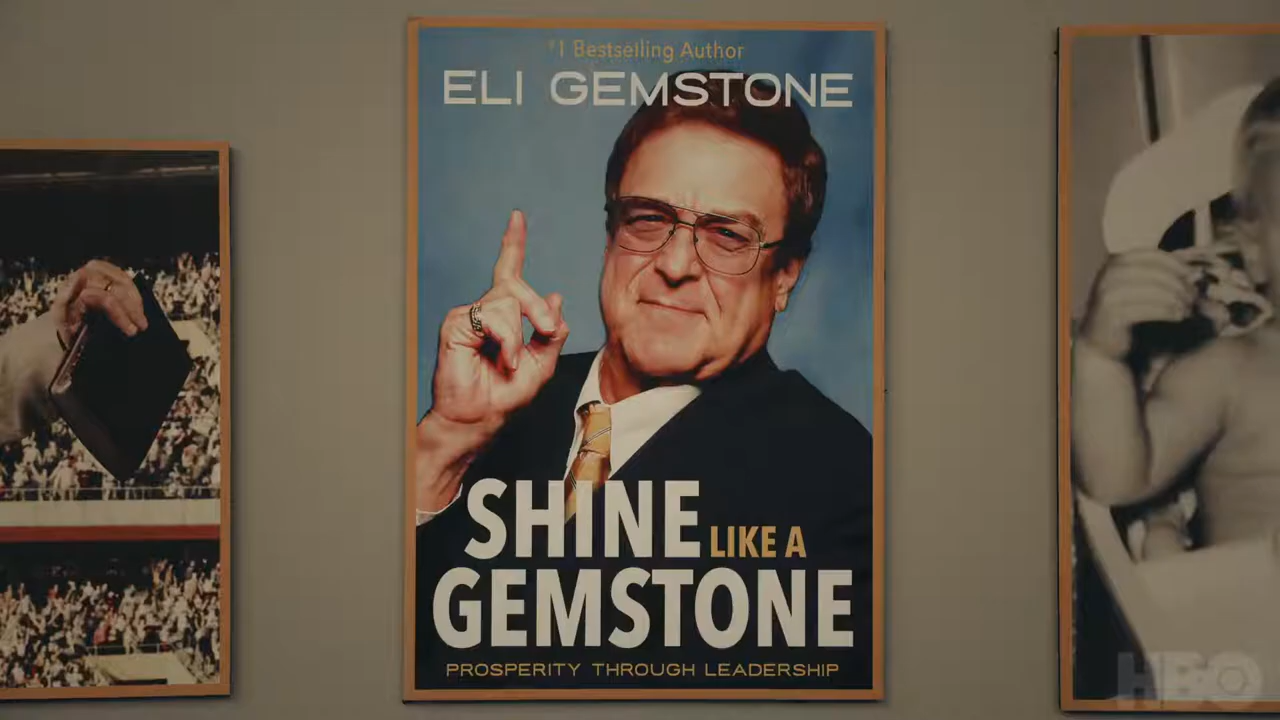 #1 Bestselling Author
ELI GEMSTONE
SHINE LIKE A
GEMSTONE
PROSPERITY THROUGH LEADERSHIP
HBO